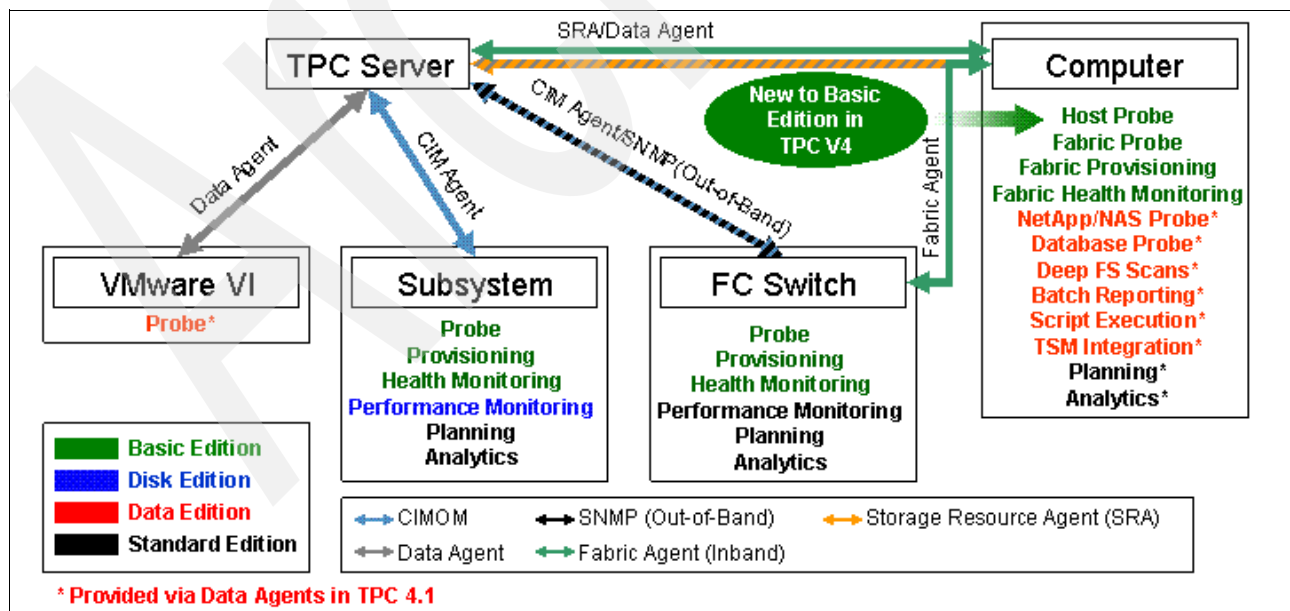 SRA/Data Agent
TPC Server
Computer
New to Basic
Edition in
TPC V4
CIM Agent/SNMP(Out-of-Band)
CIM Agent
Data Agent
Fabric Agent
Host Probe
Fabric Probe
Fabric Provisioning
Fabric Health Monitoring
NetApp/NAS Probe*
Database Probe*
Deep FS Scans*
Batch Reporting*
Script Execution*
TSM Integration*
Planning*
Analytics*
VMware VI
Probe*
Subsystem
Probe
Provisioning
Health Monitoring
Performance Monitoring
Planning
Analytics
FC Switch
Probe
Provisioning
Health Monitoring
Performance Monitoring
Planning
Analytics
Basic Edition
Disk Edition
Data Edition
Standard Edition
CIMOM
SNMP (Out-of-Band)
Storage Resource Agent (SRA)
Data Agent
Fabric Agent (Inband)
* Provided via Data Agents in TPC 4.1